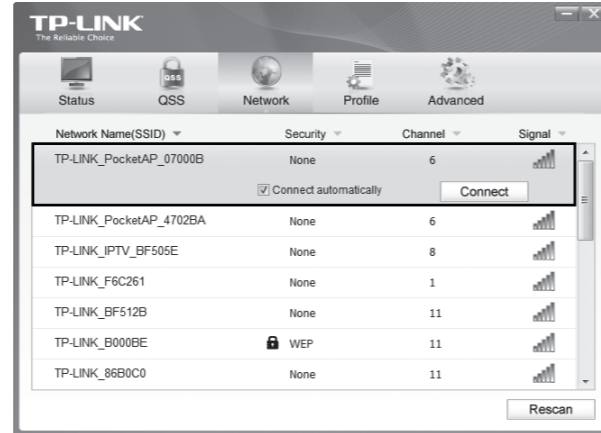 TP-LINK
The Reliable Choice
Status QSS Network Profile Advanced
Network Name(SSID) Security Channel Signal
TP-LINK_PocketAP_07000B None 6
Connect automatically Connect
TP-LINK_PocketAP_4702BA None 6
TP-LINK_IPTV_BF505E None 8
TP-LINK_F6C261 None 1
TP-LINK_BF512B None 11
TP-LINK_B000BE WEP 11
TP-LINK_86B0C0 None 11
Rescan